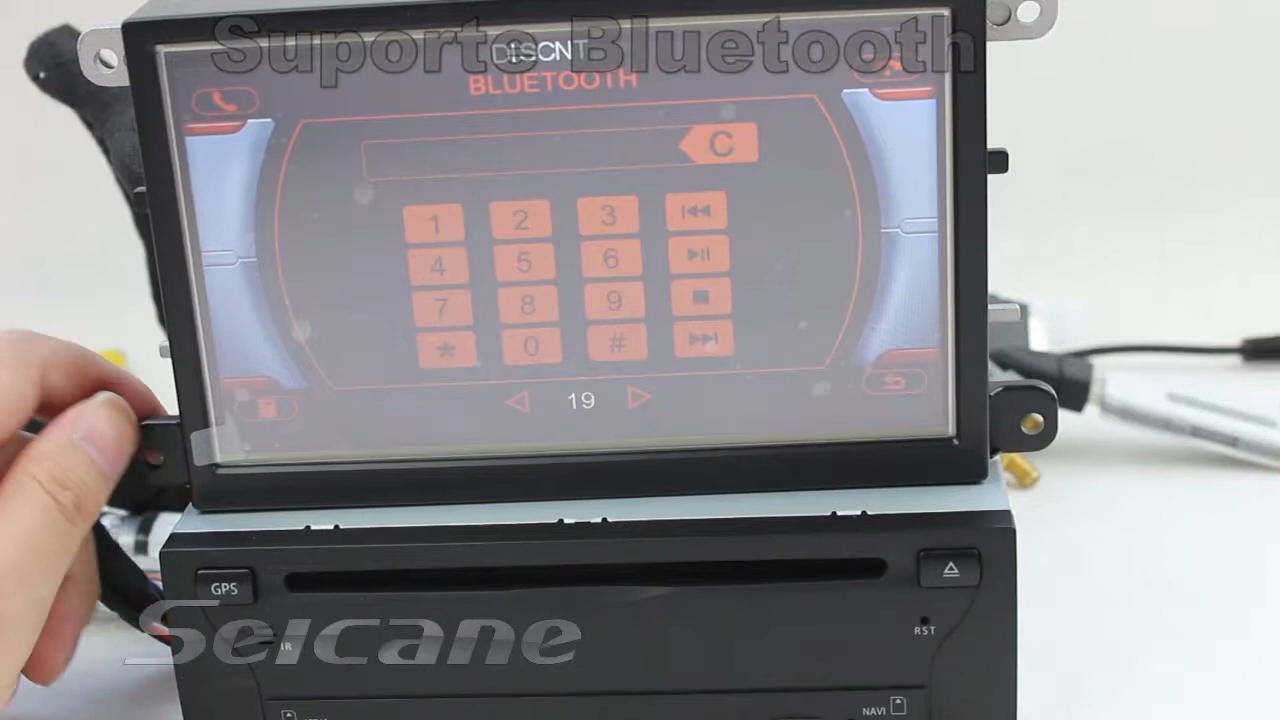 Suporte Bluetooth
DISCNT
BLUETOOTH
C
1 2 3
4 5 6
7 8 9
* 0 #
19
GPS
RST
IR
Seicane
NAVI